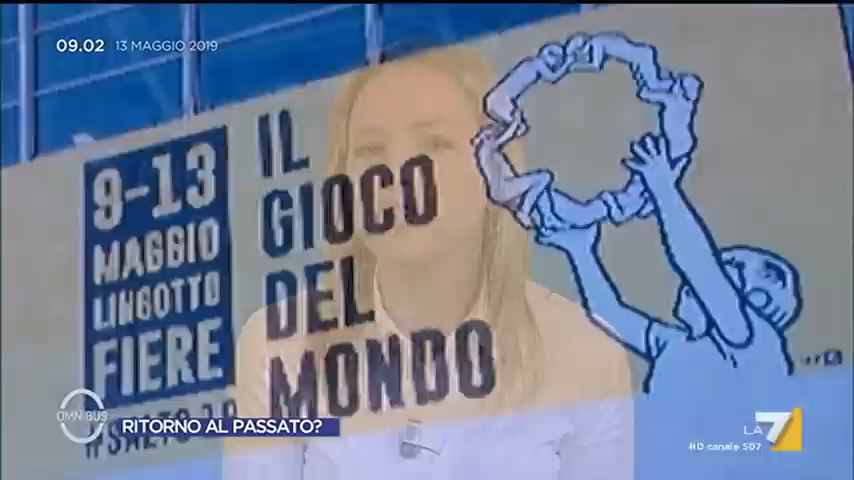 09.02 13 MAGGIO 2019
9-13
MAGGIO
LINGOTTO
FIERE
IL
GIOCO
DEL
MONDO
OMNIBUS
RITORNO AL PASSATO?
LA7
HD canale 507